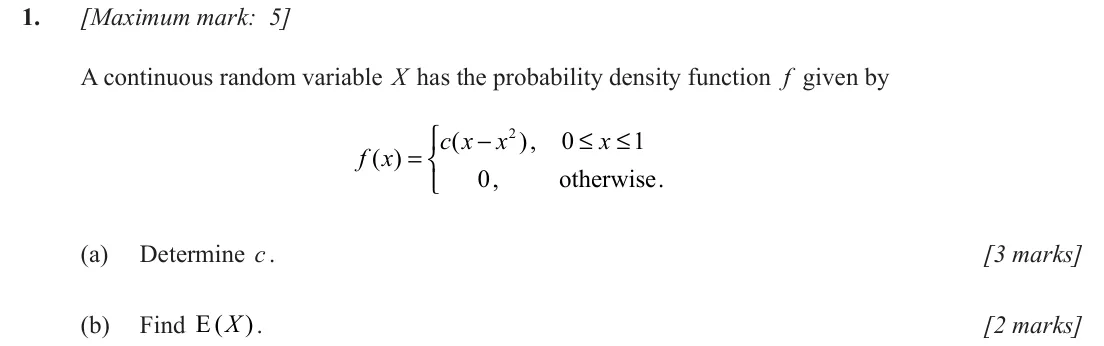 1. [Maximum mark: 5]
A continuous random variable X has the probability density function f given by
f(x) = { c(x − x²), 0 ≤ x ≤ 1
0, otherwise.
(a) Determine c. [3 marks]
(b) Find E(X). [2 marks]